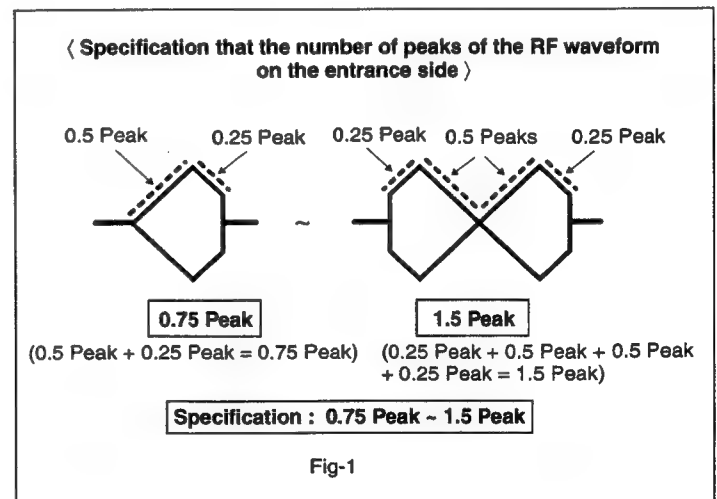 ⟨ Specification that the number of peaks of the RF waveform
on the entrance side ⟩
0.5 Peak 0.25 Peak 0.25 Peak 0.5 Peaks 0.25 Peak
~
0.75 Peak 1.5 Peak
(0.5 Peak + 0.25 Peak = 0.75 Peak) (0.25 Peak + 0.5 Peak + 0.5 Peak
+ 0.25 Peak = 1.5 Peak)
Specification : 0.75 Peak ~ 1.5 Peak
Fig-1